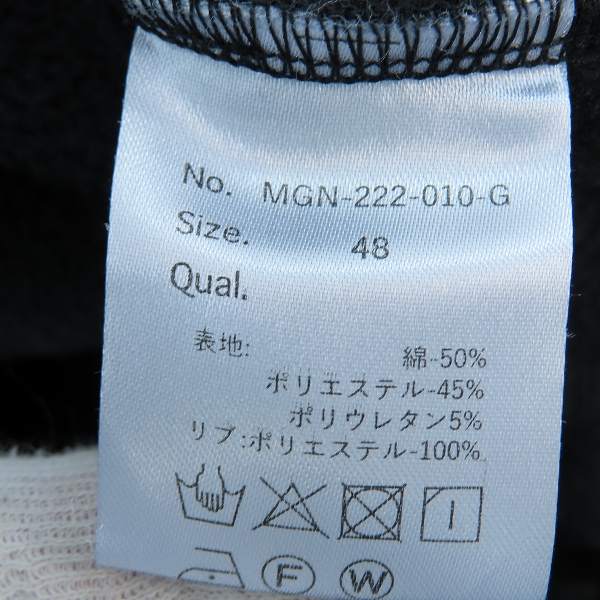 No. MGN-222-010-G
Size. 48
Qual.
表地: 綿-50%
ポリエステル-45%
ポリウレタン5%
リブ:ポリエステル-100%
F W